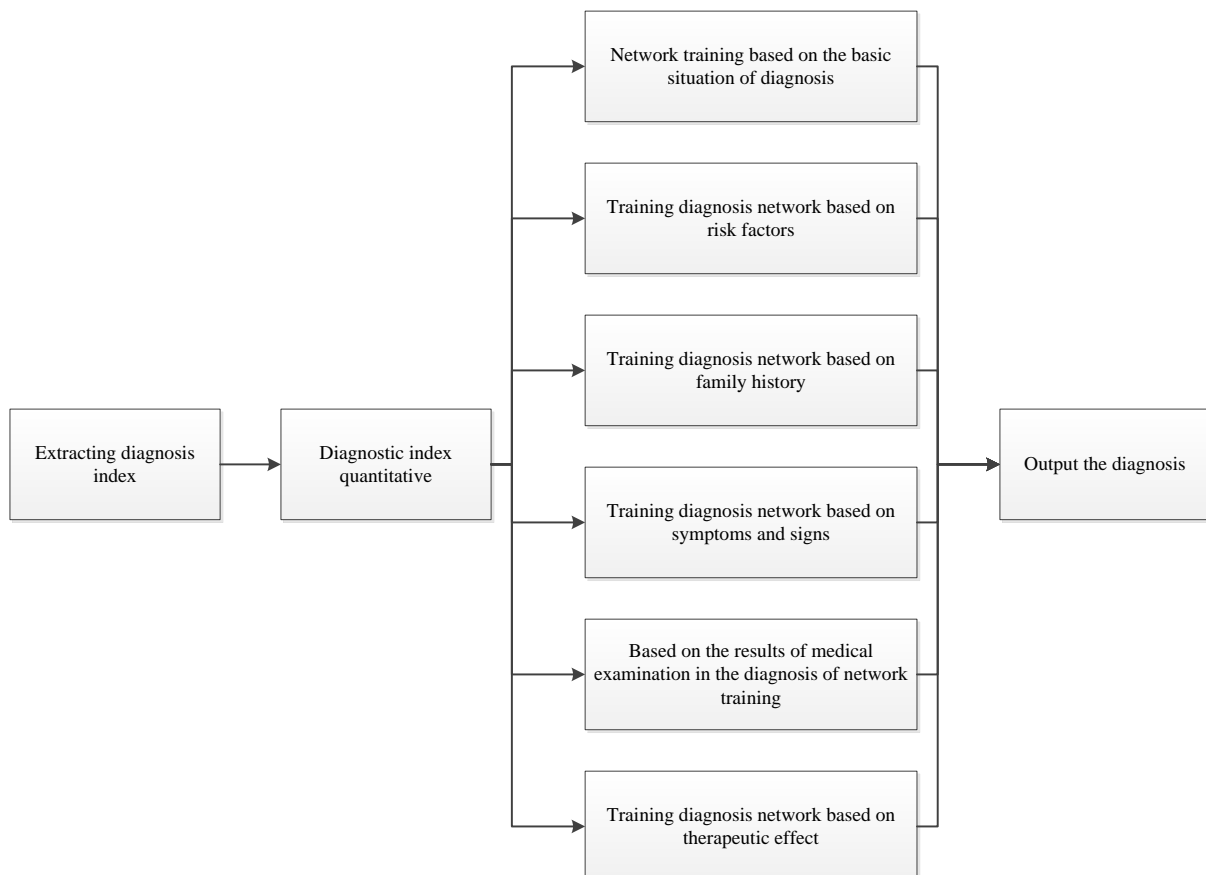 Extracting diagnosis
index
Diagnostic index
quantitative
Network training based on the basic
situation of diagnosis
Training diagnosis network based on
risk factors
Training diagnosis network based on
family history
Training diagnosis network based on
symptoms and signs
Based on the results of medical
examination in the diagnosis of network
training
Training diagnosis network based on
therapeutic effect
Output the diagnosis